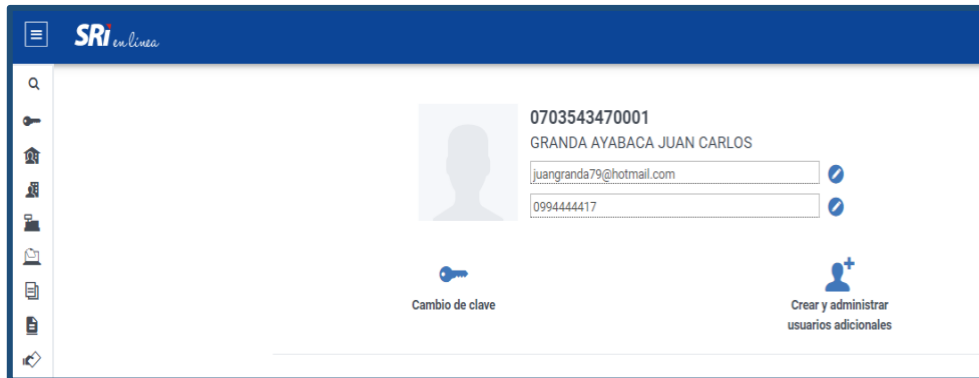 SRi en línea
0703543470001
GRANDA AYABACA JUAN CARLOS
juangranda79@hotmail.com
0994444417
Cambio de clave
Crear y administrar
usuarios adicionales